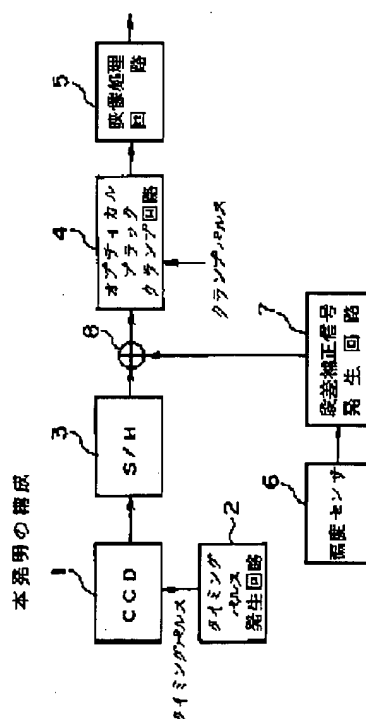 本発明の構成
1
CCD
タイミングパルス
2
タイミング
パルス
発生回路
3
S/H
8
4
オプティカル
ブラック
クランプ回路
クランプパルス
5
映像処理
回路
6
温度センサ
7
段差補正信号
発生回路